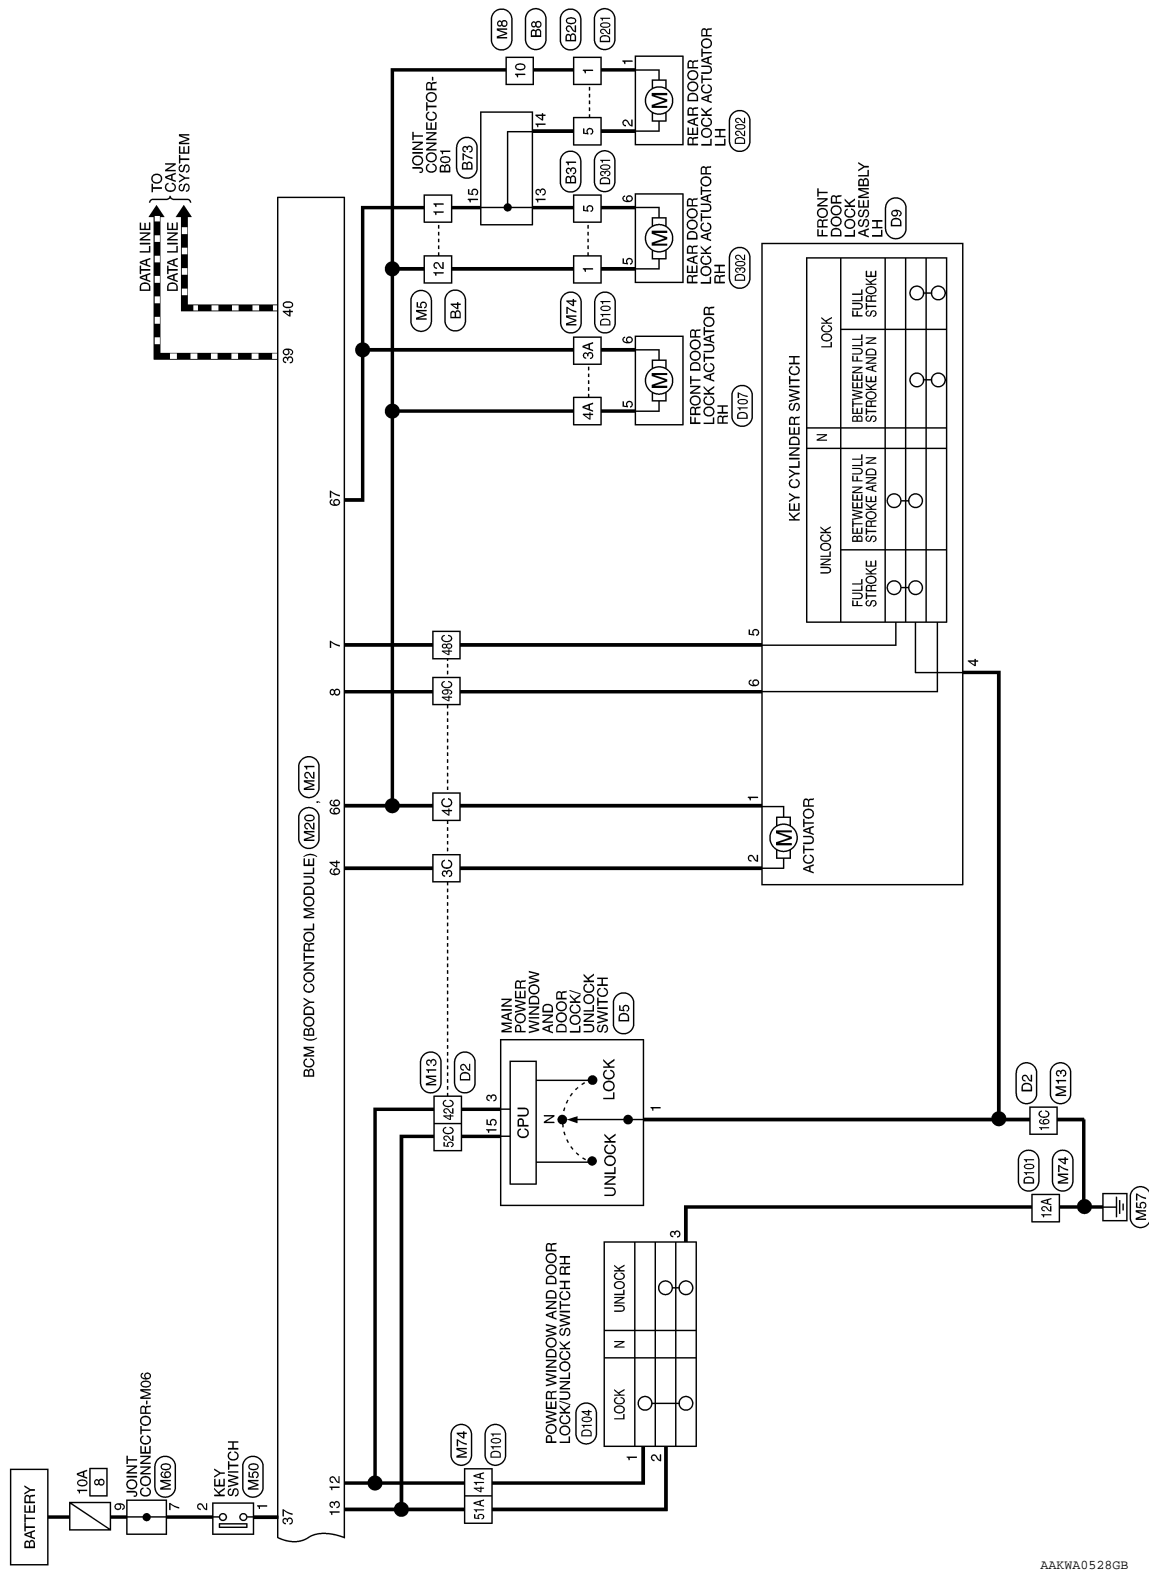 BATTERY
10A
8
9
7
JOINT
CONNECTOR-M06
M60
2
KEY
SWITCH
M50
1
37
BCM (BODY CONTROL MODULE) M20 , M21
39
40
DATA LINE
DATA LINE
TO
CAN
SYSTEM
12
13
64
66
8
7
67
M74
D101
51A
41A
POWER WINDOW AND DOOR
LOCK/UNLOCK SWITCH RH
D104
1
2
LOCK
N
UNLOCK
3
M13
D2
52C
42C
15
3
MAIN
POWER
WINDOW
AND
DOOR
LOCK/
UNLOCK
SWITCH
D5
CPU
N
UNLOCK
LOCK
1
3C
4C
49C
48C
2
1
6
5
M
ACTUATOR
FRONT
DOOR
LOCK
ASSEMBLY
LH
D9
KEY CYLINDER SWITCH
UNLOCK
N
LOCK
FULL
STROKE
BETWEEN FULL
STROKE AND N
BETWEEN FULL
STROKE AND N
FULL
STROKE
4
M5
B4
12
11
JOINT
CONNECTOR-
B01
B73
15
13
14
M8
B8
10
B20
D201
1
5
B31
D301
1
5
M74
D101
4A
3A
5
6
M
FRONT DOOR
LOCK ACTUATOR
RH
D107
5
6
M
REAR DOOR
LOCK ACTUATOR
RH
D302
2
1
M
REAR DOOR
LOCK ACTUATOR
LH
D202
D101
M74
12A
D2
M13
16C
M57
AAKWA0528GB